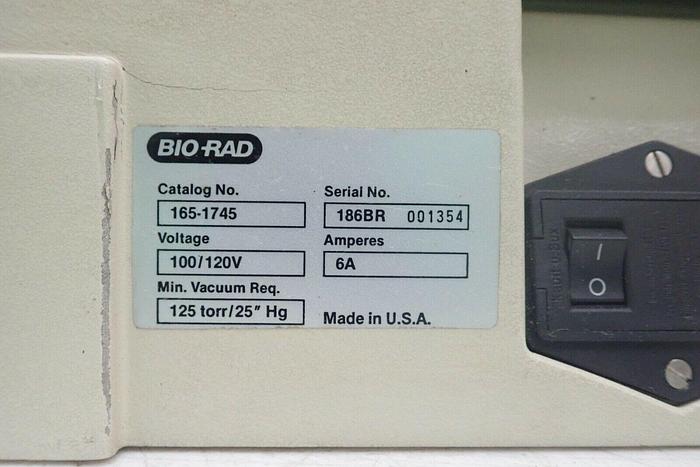 BIO-RAD
Catalog No.
165-1745
Serial No.
186BR 001354
Voltage
100/120V
Amperes
6A
Min. Vacuum Req.
125 torr/25″ Hg
Made in U.S.A.
I
O